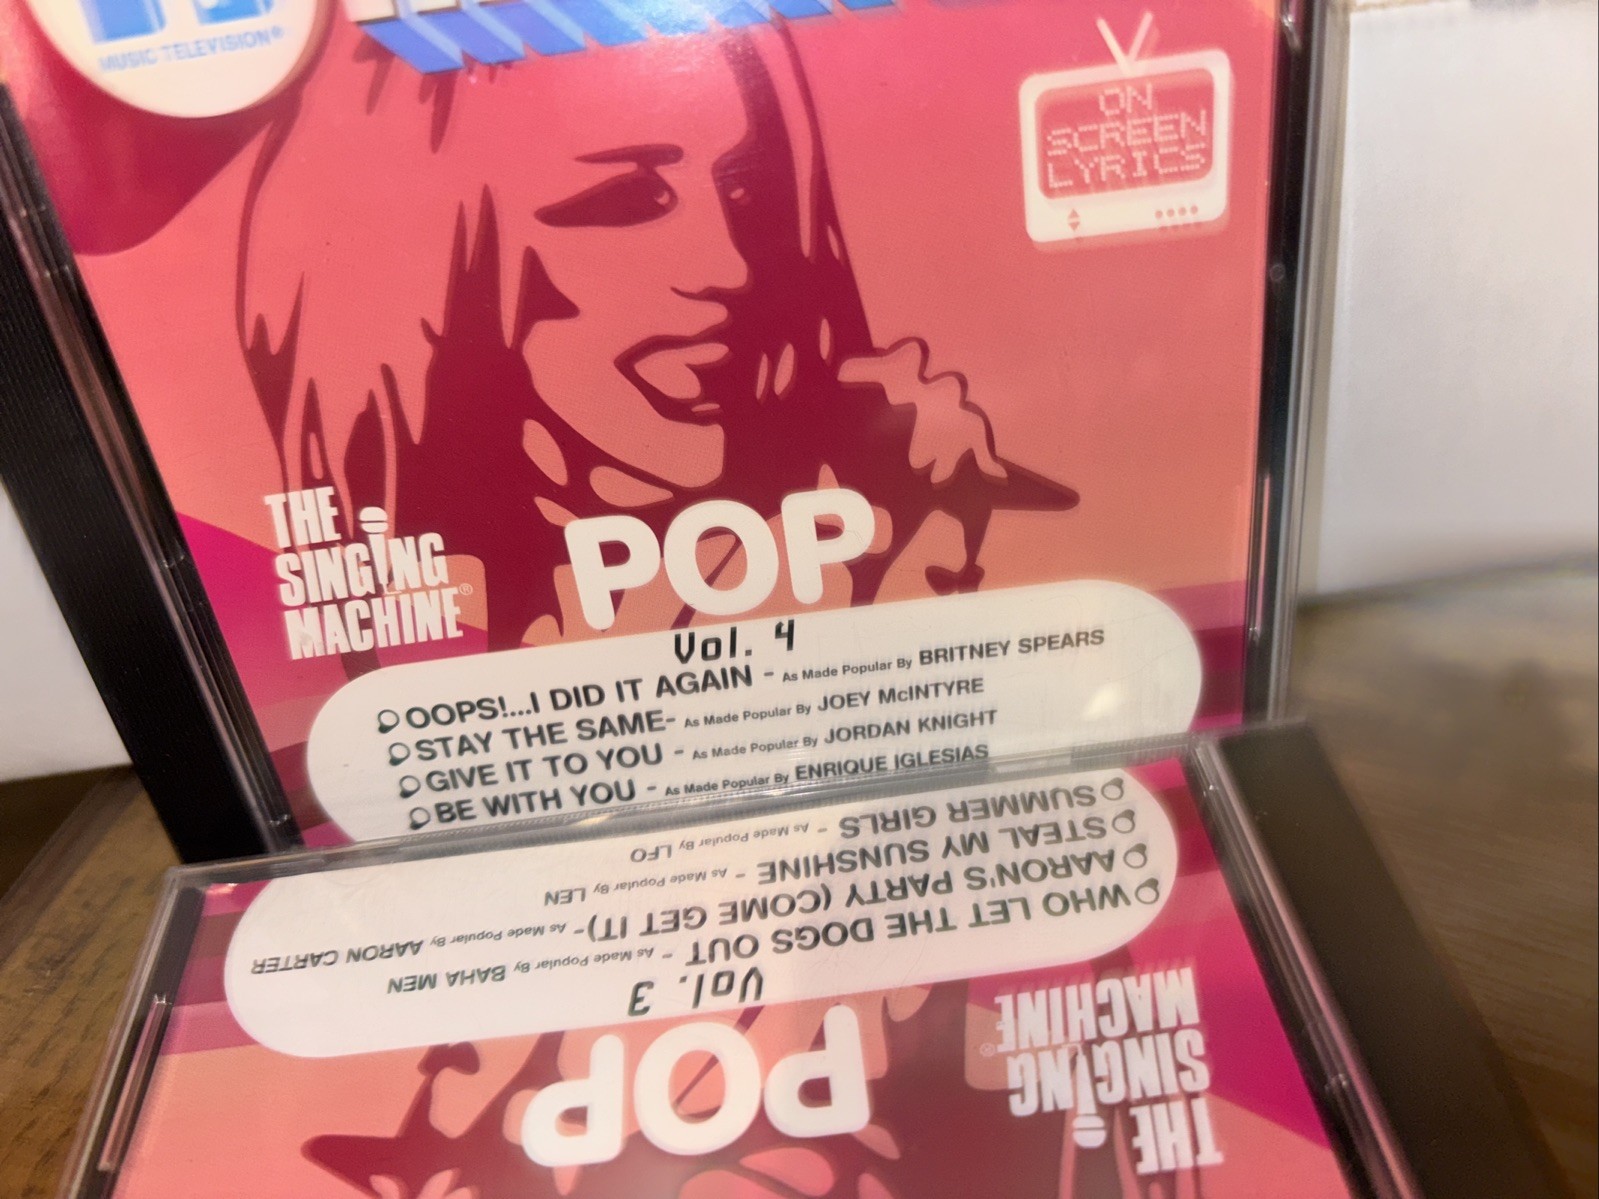 MUSIC TELEVISION®
ON
SCREEN
LYRICS
THE
SINGING
MACHINE®
POP
Vol. 4
OOPS!...I DID IT AGAIN - As Made Popular By BRITNEY SPEARS
STAY THE SAME- As Made Popular By JOEY McINTYRE
GIVE IT TO YOU - As Made Popular By JORDAN KNIGHT
BE WITH YOU - As Made Popular By ENRIQUE IGLESIAS
THE
SINGING
MACHINE®
POP
Vol. 3
WHO LET THE DOGS OUT - As Made Popular By BAHA MEN
AARON'S PARTY (COME GET IT)- As Made Popular By AARON CARTER
STEAL MY SUNSHINE - As Made Popular By LEN
SUMMER GIRLS - As Made Popular By LFO